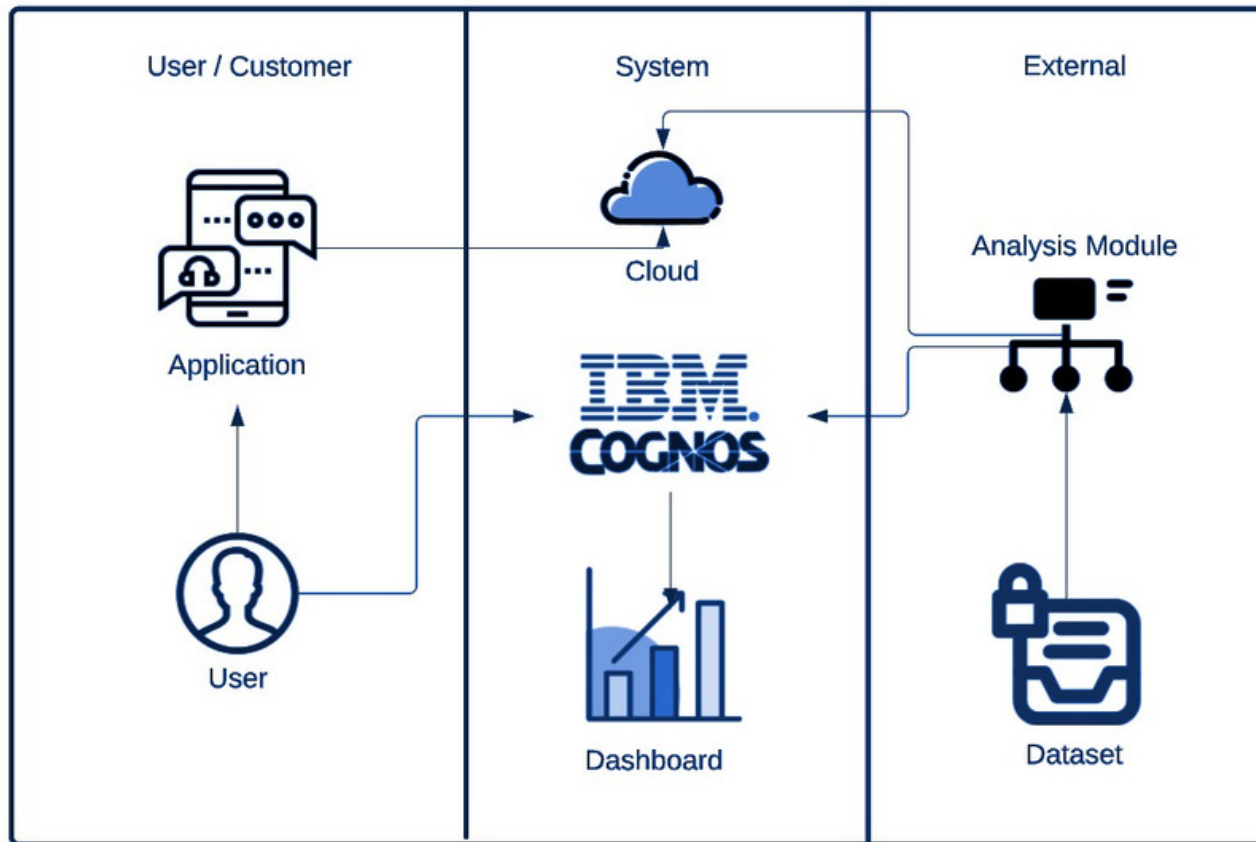 User / Customer
System
External
Application
User
Cloud
IBM.
COGNOS
Dashboard
Analysis Module
Dataset